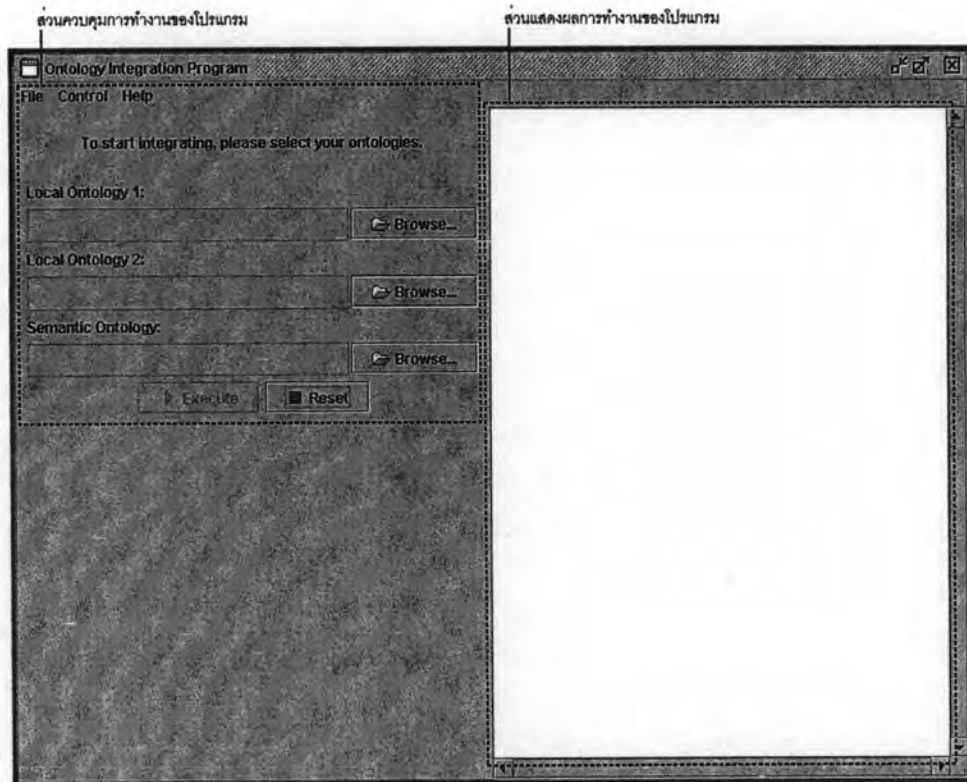 ส่วนควบคุมการทำงานของโปรแกรม
ส่วนแสดงผลการทำงานของโปรแกรม
Ontology Integration Program
File Control Help
To start integrating, please select your ontologies.
Local Ontology 1:
Browse...
Local Ontology 2:
Browse...
Semantic Ontology:
Browse...
Execute Reset